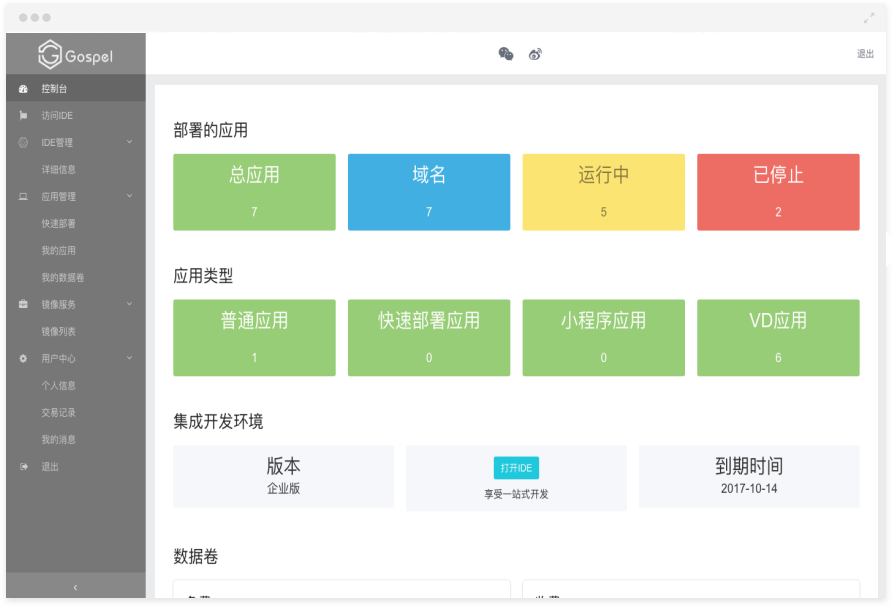 Gospel
退出
控制台
访问IDE
IDE管理
详细信息
应用管理
快速部署
我的应用
我的数据卷
镜像服务
镜像列表
用户中心
个人信息
交易记录
我的消息
退出
部署的应用
总应用
7
域名
7
运行中
5
已停止
2
应用类型
普通应用
1
快速部署应用
0
小程序应用
0
VD应用
6
集成开发环境
版本
企业版
打开IDE
享受一站式开发
到期时间
2017-10-14
数据卷